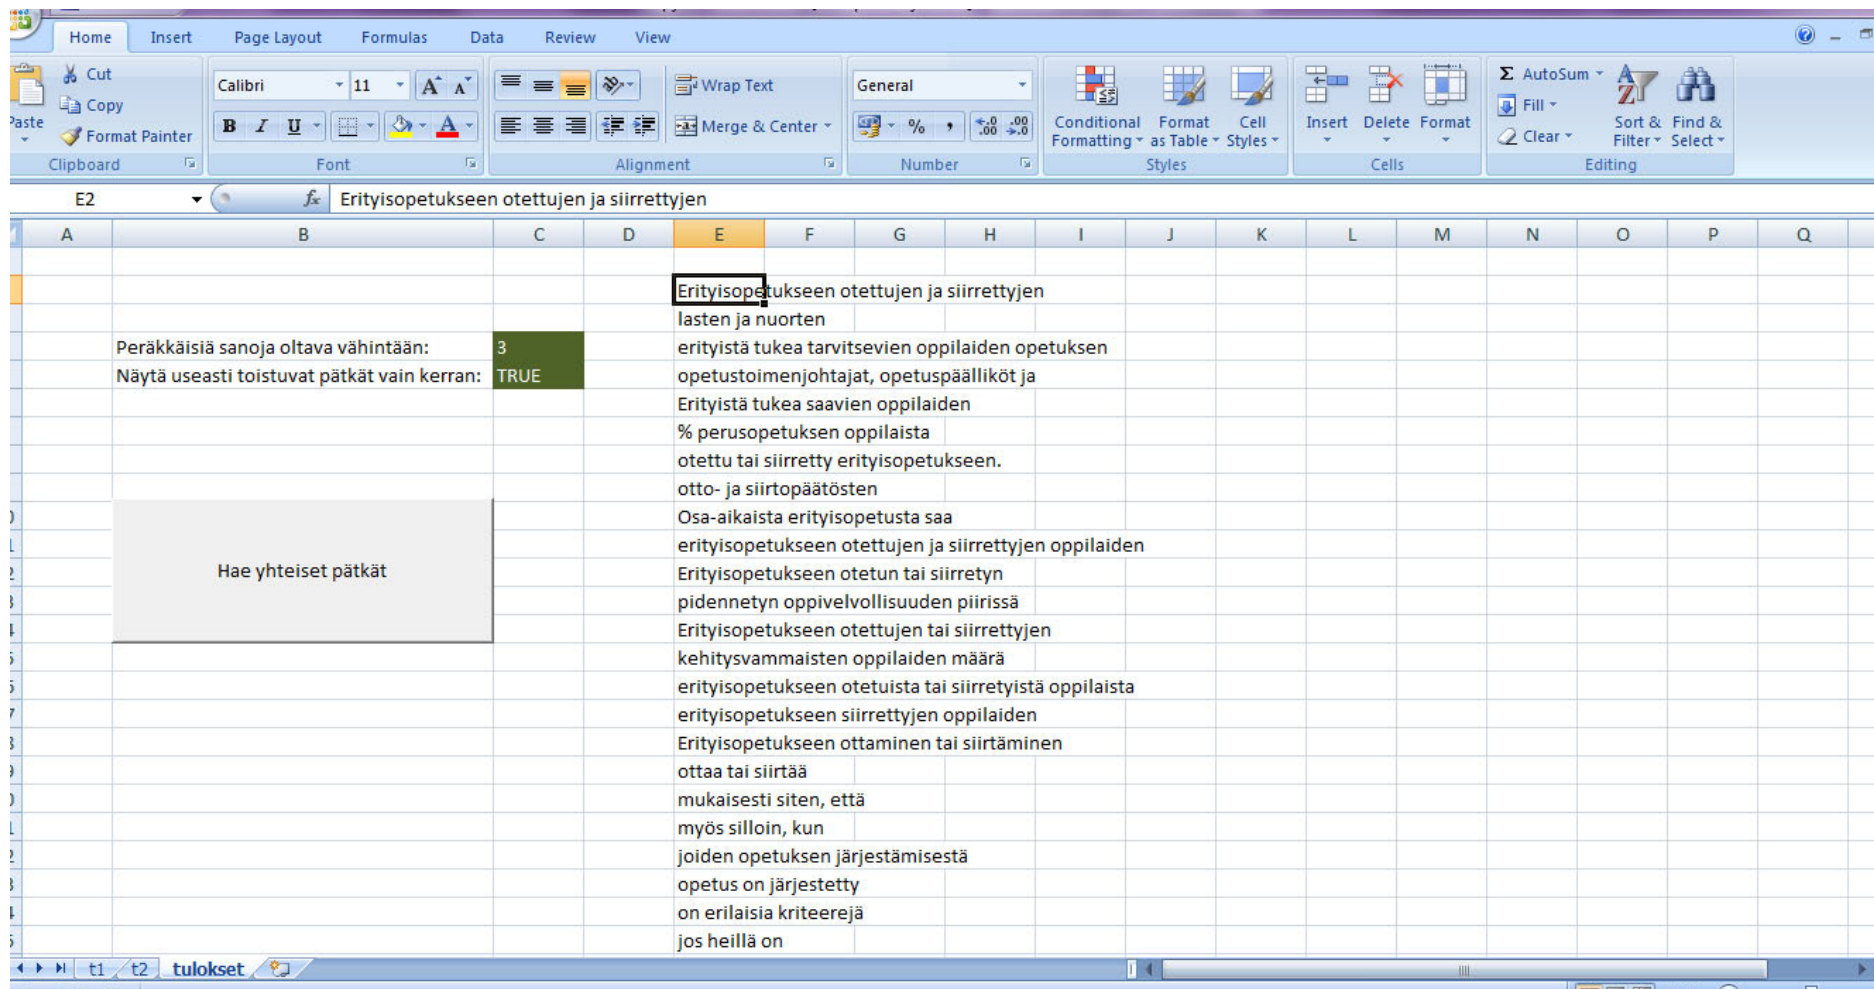 Home Insert Page Layout Formulas Data Review View
Cut
Copy
Format Painter
Clipboard
Calibri 11 A A
B I U A
Font
Wrap Text
Merge & Center
Alignment
General
% , .0 .00 .00 .0
Number
Conditional Formatting
Format as Table
Cell Styles
Styles
Insert Delete Format
Cells
Σ AutoSum
Fill
Clear
Sort & Filter
Find & Select
Editing
E2 fx Erityisopetukseen otettujen ja siirrettyjen
A B C D E F G H I J K L M N O P Q
Erityisopetukseen otettujen ja siirrettyjen
lasten ja nuorten
Peräkkäisiä sanoja oltava vähintään: 3 erityistä tukea tarvitsevien oppilaiden opetuksen
Näytä useasti toistuvat pätkät vain kerran: TRUE opetustoimenjohtajat, opetuspäälliköt ja
Erityistä tukea saavien oppilaiden
% perusopetuksen oppilaista
otettu tai siirretty erityisopetukseen.
otto- ja siirtopäätösten
Osa-aikaista erityisopetusta saa
erityisopetukseen otettujen ja siirrettyjen oppilaiden
Hae yhteiset pätkät Erityisopetukseen otetun tai siirretyn
pidennetyn oppivelvollisuuden piirissä
Erityisopetukseen otettujen tai siirrettyjen
kehitysvammaisten oppilaiden määrä
erityisopetukseen otetuista tai siirretyistä oppilaista
erityisopetukseen siirrettyjen oppilaiden
Erityisopetukseen ottaminen tai siirtäminen
ottaa tai siirtää
mukaisesti siten, että
myös silloin, kun
joiden opetuksen järjestämisestä
opetus on järjestetty
on erilaisia kriteerejä
jos heillä on
t1 t2 tulokset